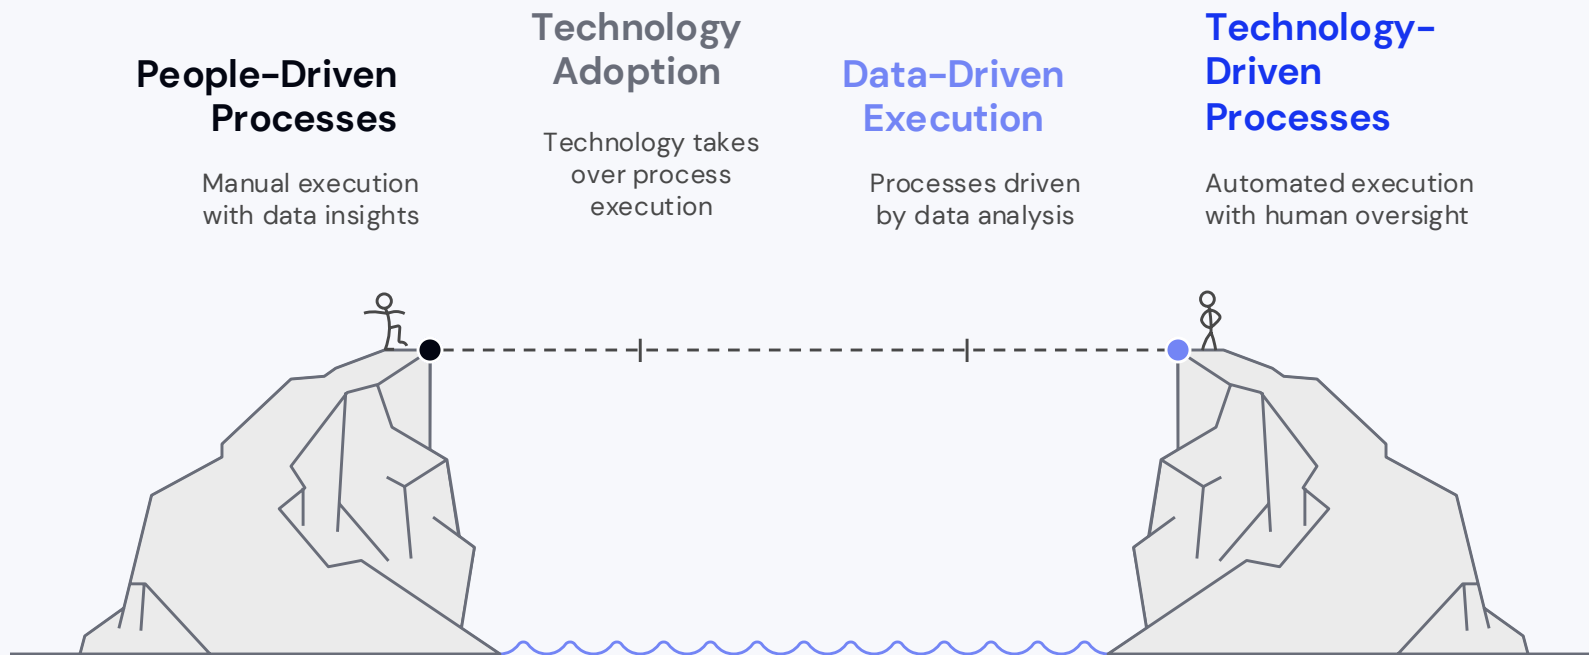 People-Driven
Processes
Manual execution
with data insights
Technology
Adoption
Technology takes
over process
execution
Data-Driven
Execution
Processes driven
by data analysis
Technology-
Driven
Processes
Automated execution
with human oversight